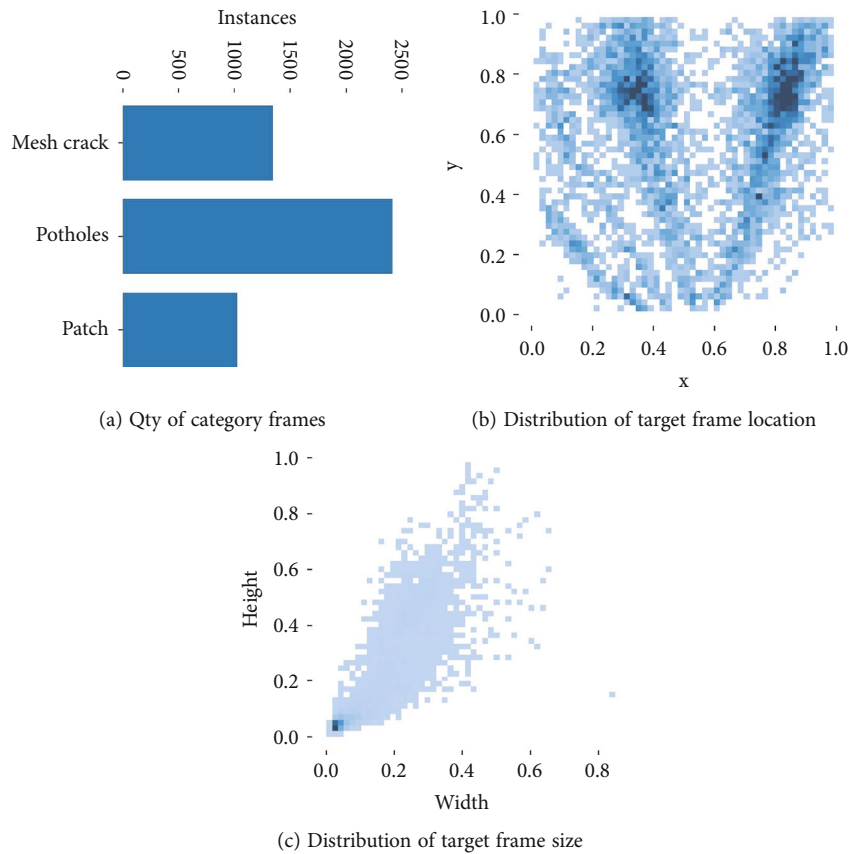 Instances
0 500 1000 1500 2000 2500
Mesh crack
Potholes
Patch
(a) Qty of category frames
1.0
0.8
0.6
0.4
0.2
0.0
y
0.0 0.2 0.4 0.6 0.8 1.0
x
(b) Distribution of target frame location
1.0
0.8
0.6
0.4
0.2
0.0
Height
0.0 0.2 0.4 0.6 0.8
Width
(c) Distribution of target frame size